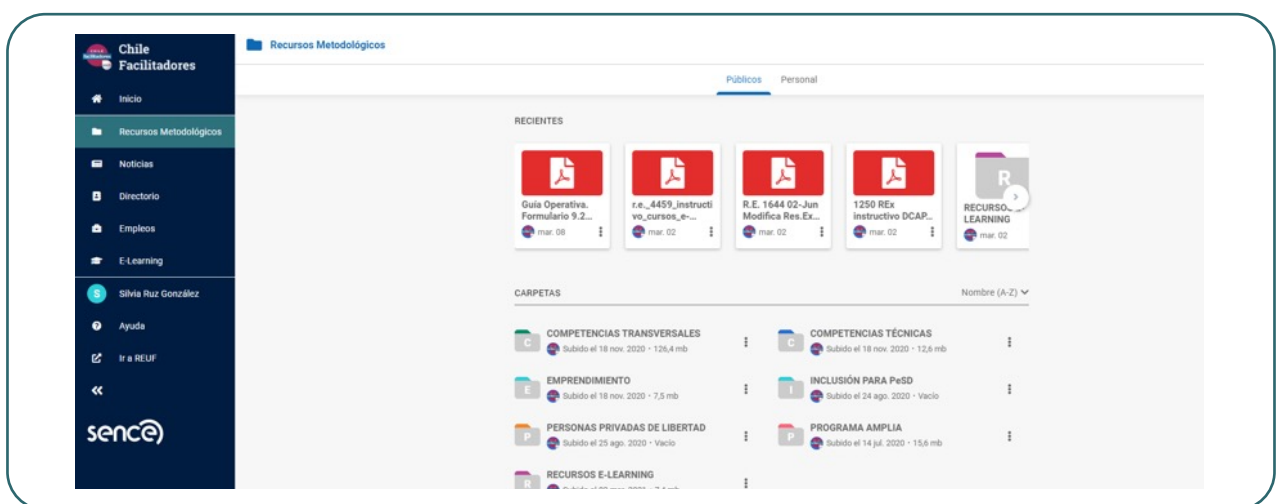 Chile
Facilitadores
Inicio
Recursos Metodológicos
Noticias
Directorio
Empleos
E-Learning
S
Silvia Ruz González
Ayuda
Ir a REUF
sence
Recursos Metodológicos
Públicos
Personal
RECIENTES
Guía Operativa.
Formulario 9.2...
mar. 08
r.e._4459_instructi
vo_cursos_e-...
mar. 02
R.E. 1644 02-Jun
Modifica Res.Ex...
mar. 02
1250 REx
instructivo DCAP...
mar. 02
R
RECURSO
LEARNING
mar. 02
CARPETAS
Nombre (A-Z)
C
COMPETENCIAS TRANSVERSALES
Subido el 18 nov. 2020 · 126,4 mb
C
COMPETENCIAS TÉCNICAS
Subido el 18 nov. 2020 · 12,6 mb
E
EMPRENDIMIENTO
Subido el 18 nov. 2020 · 7,5 mb
I
INCLUSIÓN PARA PeSD
Subido el 24 ago. 2020 · Vacío
P
PERSONAS PRIVADAS DE LIBERTAD
Subido el 25 ago. 2020 · Vacío
P
PROGRAMA AMPLIA
Subido el 14 jul. 2020 · 15,6 mb
R
RECURSOS E-LEARNING